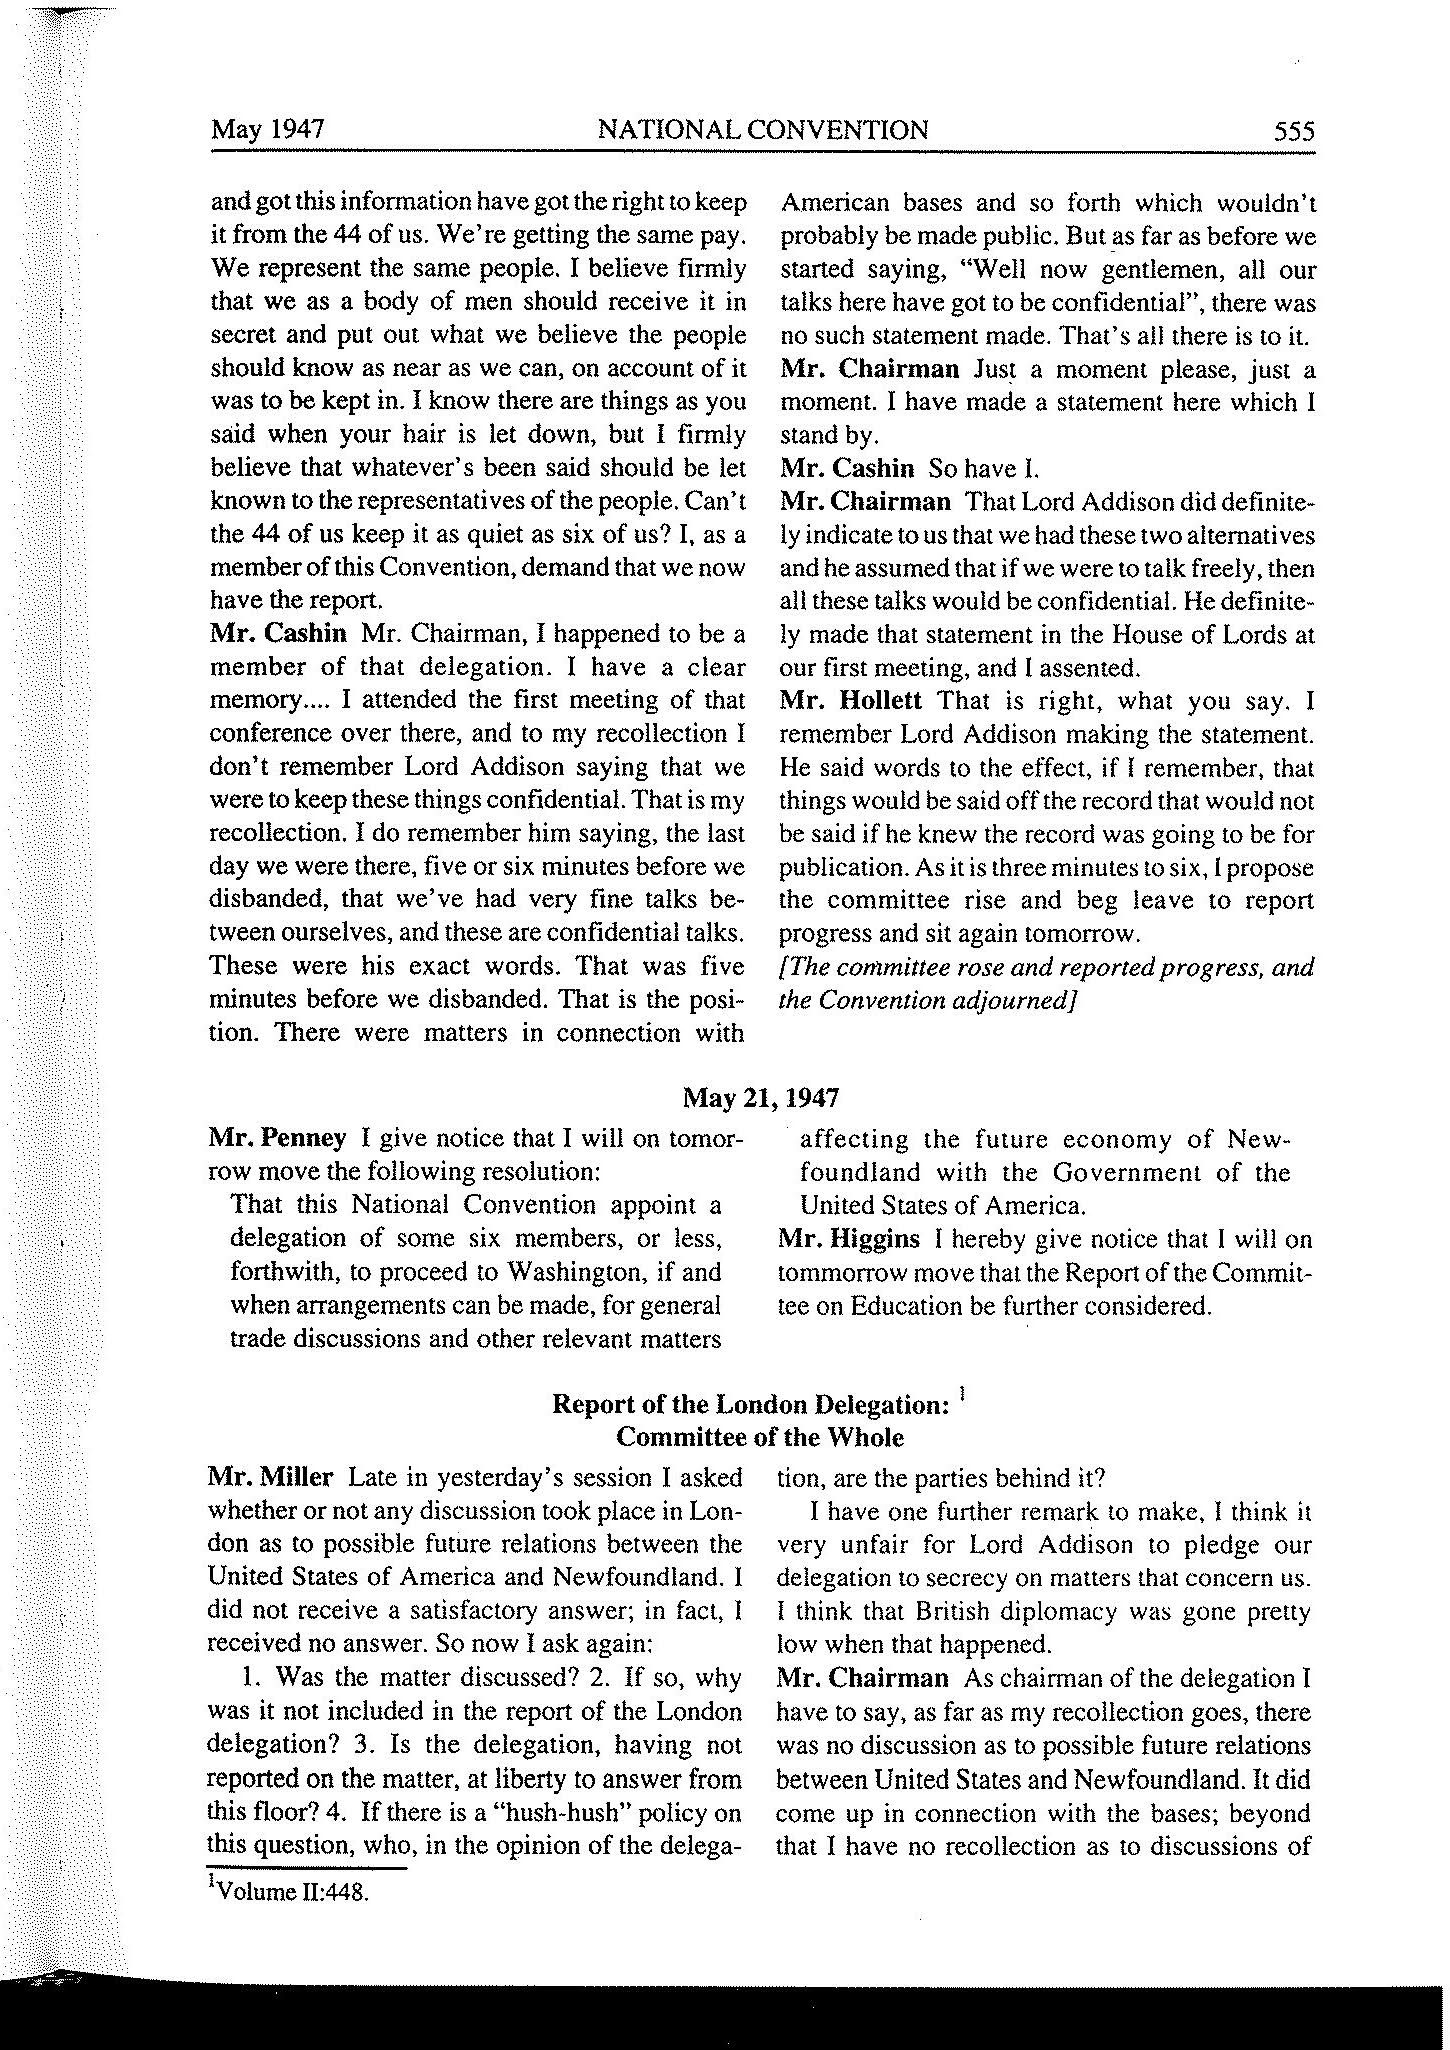 May 1947 NATIONAL CONVENTION 555
and got this information have got the right to keep
it from the 44 of us. We're getting the same pay.
We represent the same people. I believe firmly
that we as a body of men should receive it in
secret and put out what we believe the people
should know as near as we can, on account of it
was to be kept in. I know there are things as you
said when your hair is let down, but I firmly
believe that whatever's been said should be let
known to the representatives of the people. Can't
the 44 of us keep it as quiet as six of us? I, as a
member of this Convention, demand that we now
have the report.
Mr. Cashin Mr. Chairman, I happened to be a
member of that delegation. I have a clear
memory.... I attended the first meeting of that
conference over there, and to my recollection I
don't remember Lord Addison saying that we
were to keep these things confidential. That is my
recollection. I do remember him saying, the last
day we were there, five or six minutes before we
disbanded, that we've had very fine talks be-
tween ourselves, and these are confidential talks.
These were his exact words. That was five
minutes before we disbanded. That is the posi-
tion. There were matters in connection with
American bases and so forth which wouldn't
probably be made public. But as far as before we
started saying, "Well now gentlemen, all our
talks here have got to be confidential", there was
no such statement made. That's all there is to it.
Mr. Chairman Just a moment please, just a
moment. I have made a statement here which I
stand by.
Mr. Cashin So have I.
Mr. Chairman That Lord Addison did definite-
ly indicate to us that we had these two alternatives
and he assumed that if we were to talk freely, then
all these talks would be confidential. He definite-
ly made that statement in the House of Lords at
our first meeting, and I assented.
Mr. Hollett That is right, what you say. I
remember Lord Addison making the statement.
He said words to the effect, if I remember, that
things would be said off the record that would not
be said if he knew the record was going to be for
publication. As it is three minutes to six, I propose
the committee rise and beg leave to report
progress and sit again tomorrow.
[The committee rose and reported progress, and
the Convention adjourned]
May 21, 1947
Mr. Penney I give notice that I will on tomor-
row move the following resolution:
That this National Convention appoint a
delegation of some six members, or less,
forthwith, to proceed to Washington, if and
when arrangements can be made, for general
trade discussions and other relevant matters
affecting the future economy of New-
foundland with the Government of the
United States of America.
Mr. Higgins I hereby give notice that I will on
tommorrow move that the Report of the Commit-
tee on Education be further considered.
Report of the London Delegation: 1
Committee of the Whole
Mr. Miller Late in yesterday's session I asked
whether or not any discussion took place in Lon-
don as to possible future relations between the
United States of America and Newfoundland. I
did not receive a satisfactory answer; in fact, I
received no answer. So now I ask again:
1. Was the matter discussed? 2. If so, why
was it not included in the report of the London
delegation? 3. Is the delegation, having not
reported on the matter, at liberty to answer from
this floor? 4. If there is a "hush-hush" policy on
this question, who, in the opinion of the delega-
tion, are the parties behind it?
I have one further remark to make, I think it
very unfair for Lord Addison to pledge our
delegation to secrecy on matters that concern us.
I think that British diplomacy was gone pretty
low when that happened.
Mr. Chairman As chairman of the delegation I
have to say, as far as my recollection goes, there
was no discussion as to possible future relations
between United States and Newfoundland. It did
come up in connection with the bases; beyond
that I have no recollection as to discussions of
1Volume II:448.